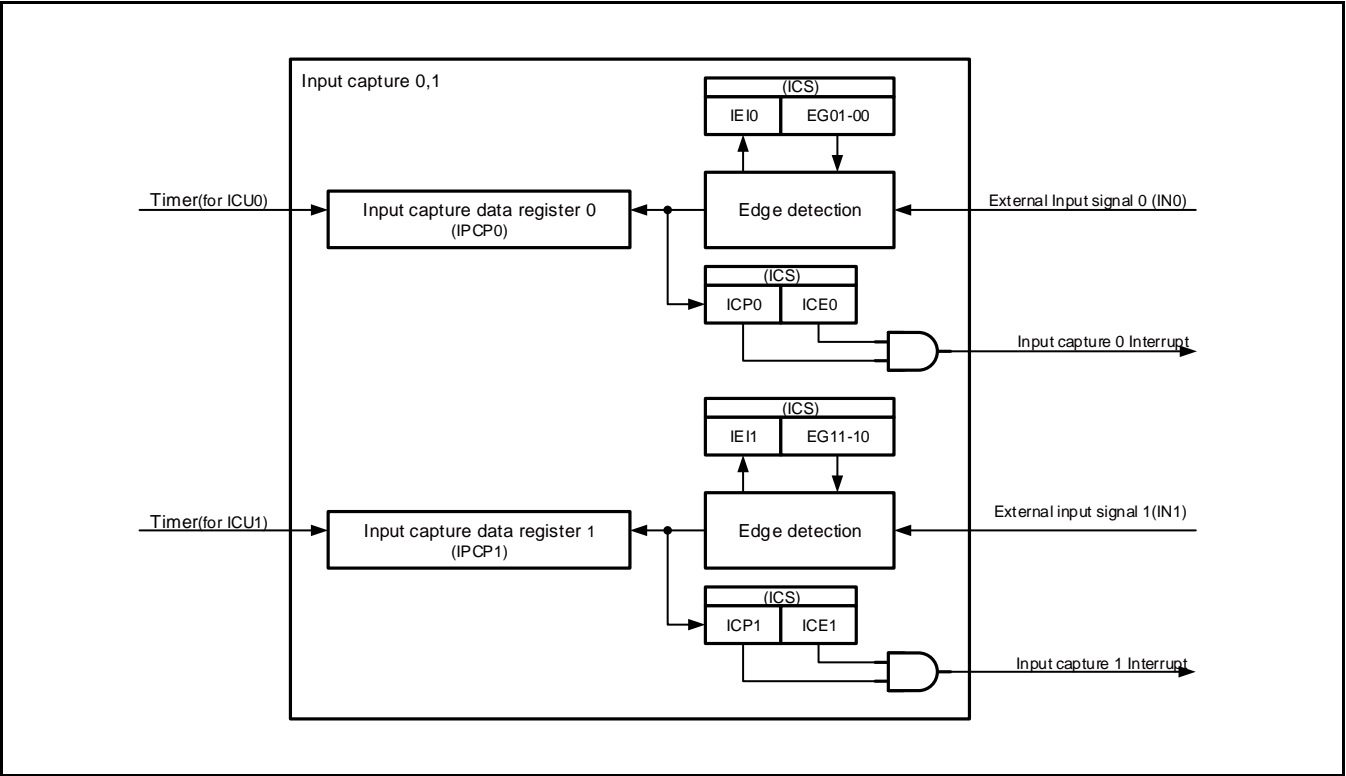 Input capture 0,1
(ICS)
IEI0
EG01-00
Timer(for ICU0)
Input capture data register 0
(IPCP0)
Edge detection
External Input signal 0 (IN0)
(ICS)
ICP0
ICE0
Input capture 0 Interrupt
(ICS)
IEI1
EG11-10
Timer(for ICU1)
Input capture data register 1
(IPCP1)
Edge detection
External input signal 1(IN1)
(ICS)
ICP1
ICE1
Input capture 1 Interrupt